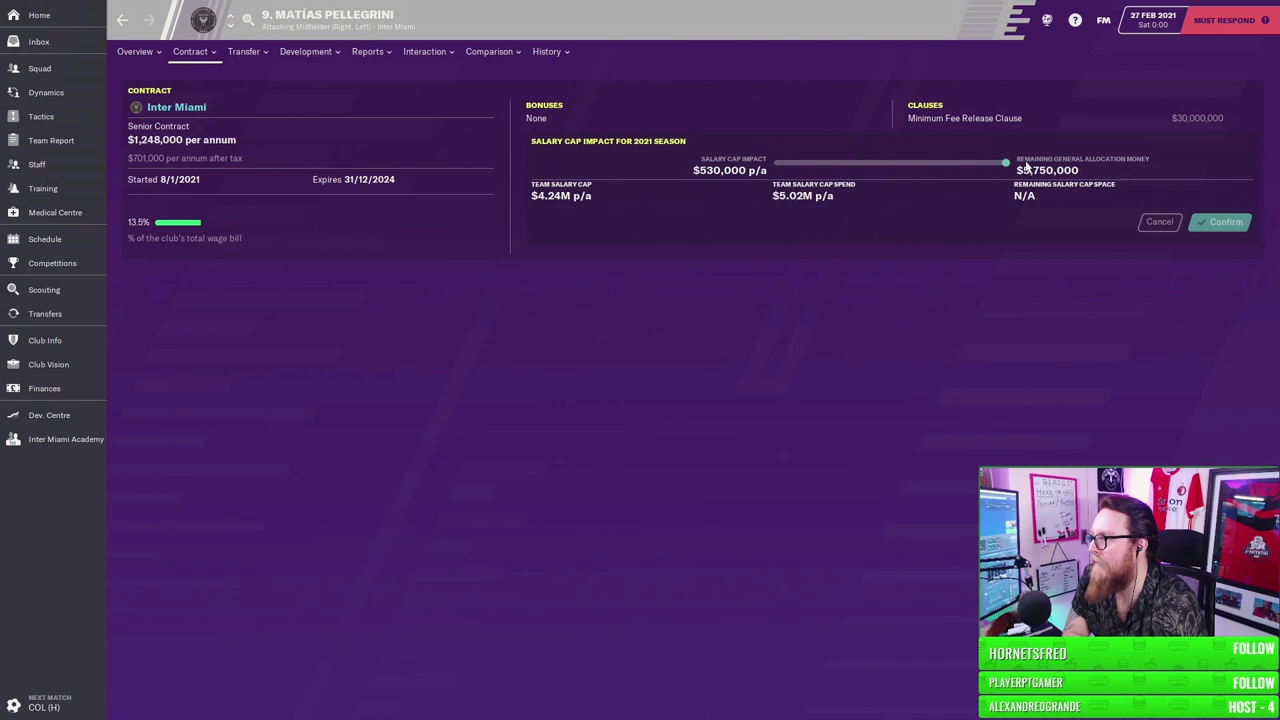 Home
Inbox
Squad
Dynamics
Tactics
Team Report
Staff
Training
Medical Centre
Schedule
Competitions
Scouting
Transfers
Club Info
Club Vision
Finances
Dev. Centre
Inter Miami Academy
NEXT MATCH
COL (H)
9. MATÍAS PELLEGRINI
Attacking Midfielder (Right, Left) - Inter Miami
FM
27 FEB 2021
Sat 0:00
MUST RESPOND
Overview Contract Transfer Development Reports Interaction Comparison History
CONTRACT
Inter Miami
Senior Contract
$1,248,000 per annum
$701,000 per annum after tax
Started 8/1/2021 Expires 31/12/2024
13.5%
% of the club's total wage bill
BONUSES
None
CLAUSES
Minimum Fee Release Clause $30,000,000
SALARY CAP IMPACT FOR 2021 SEASON
SALARY CAP IMPACT
$530,000 p/a
REMAINING GENERAL ALLOCATION MONEY
TEAM SALARY CAP
$4.24M p/a
TEAM SALARY CAP SPEND
$5.02M p/a
REMAINING SALARY CAP SPACE
N/A
Cancel Confirm
HORNETSFRED FOLLOW
PLAYERPTGAMER FOLLOW
ALEXANDREOGRANDE HOST - 4